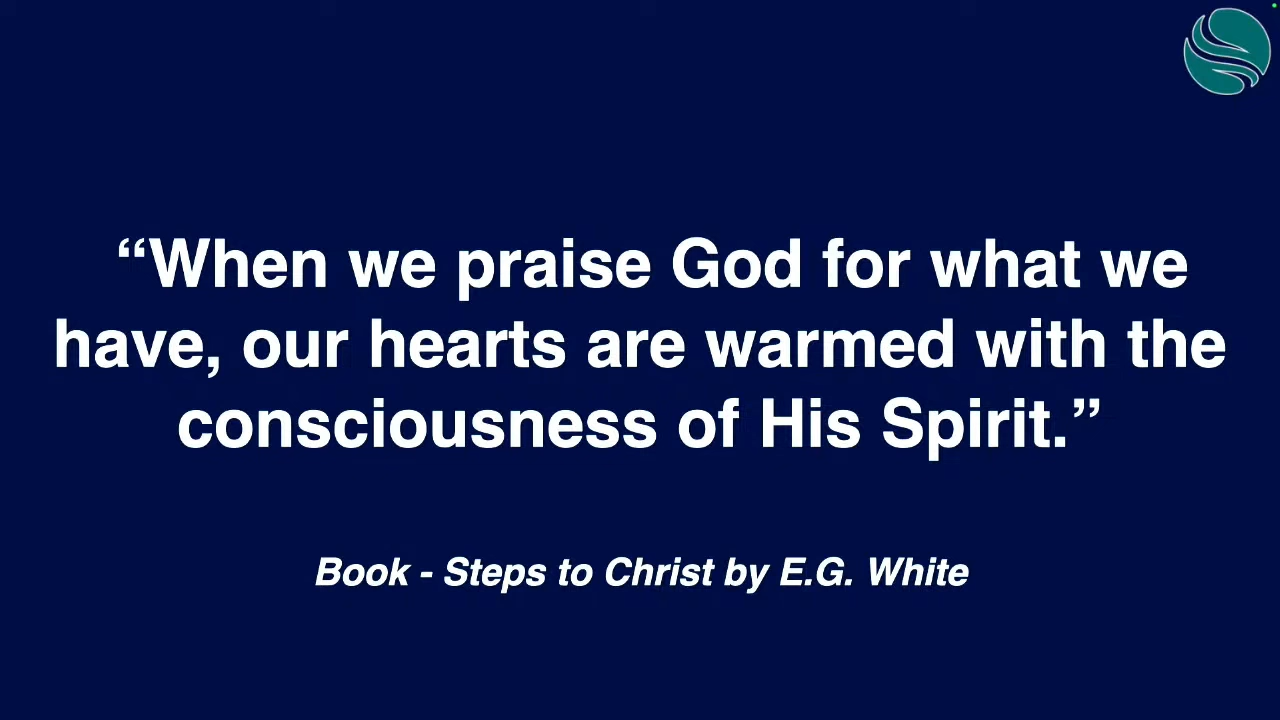 “When we praise God for what we
have, our hearts are warmed with the
consciousness of His Spirit.”
Book - Steps to Christ by E.G. White